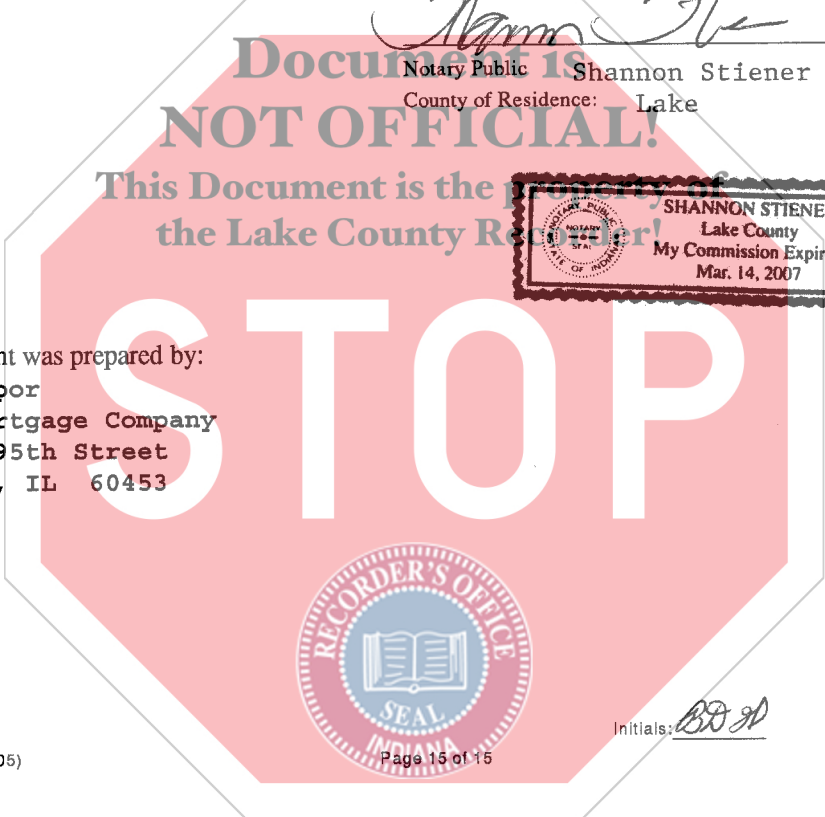 Document is
Notary Public Shannon Stiener
County of Residence: Lake
NOT OFFICIAL!
This Document is the property of
the Lake County Recorder!
NOTARY PUBLIC
NOTARY
SEAL
STATE OF INDIANA
SHANNON STIENE
Lake County
My Commission Expir
Mar. 14, 2007
STOP
nt was prepared by:
oor
rtgage Company
95th Street
, IL 60453
RECORDER'S OFFICE
SEAL
INDIANA
Initials: BD
Page 15 of 15
05)